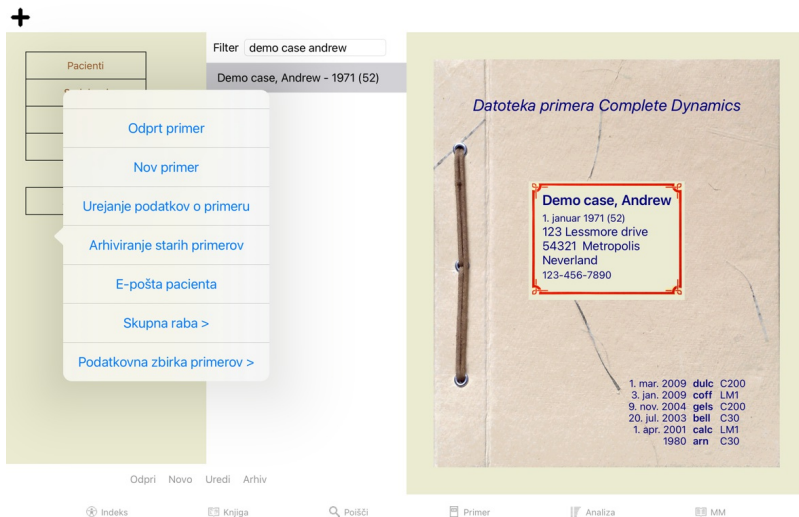 Filter demo case andrew
Pacienti
Demo case, Andrew - 1971 (52)
Odprt primer
Nov primer
Urejanje podatkov o primeru
Arhiviranje starih primerov
E-pošta pacienta
Skupna raba >
Podatkovna zbirka primerov >
Datoteka primera Complete Dynamics
Demo case, Andrew
1. januar 1971 (52)
123 Lessmore drive
54321 Metropolis
Neverland
123-456-7890
1. mar. 2009 dulc C200
3. jan. 2009 coff LM1
9. nov. 2004 gels C200
20. jul. 2003 bell C30
1. apr. 2001 calc LM1
1980 arn C30
Odpri Novo Uredi Arhiv
Indeks Knjiga Poišči Primer Analiza MM